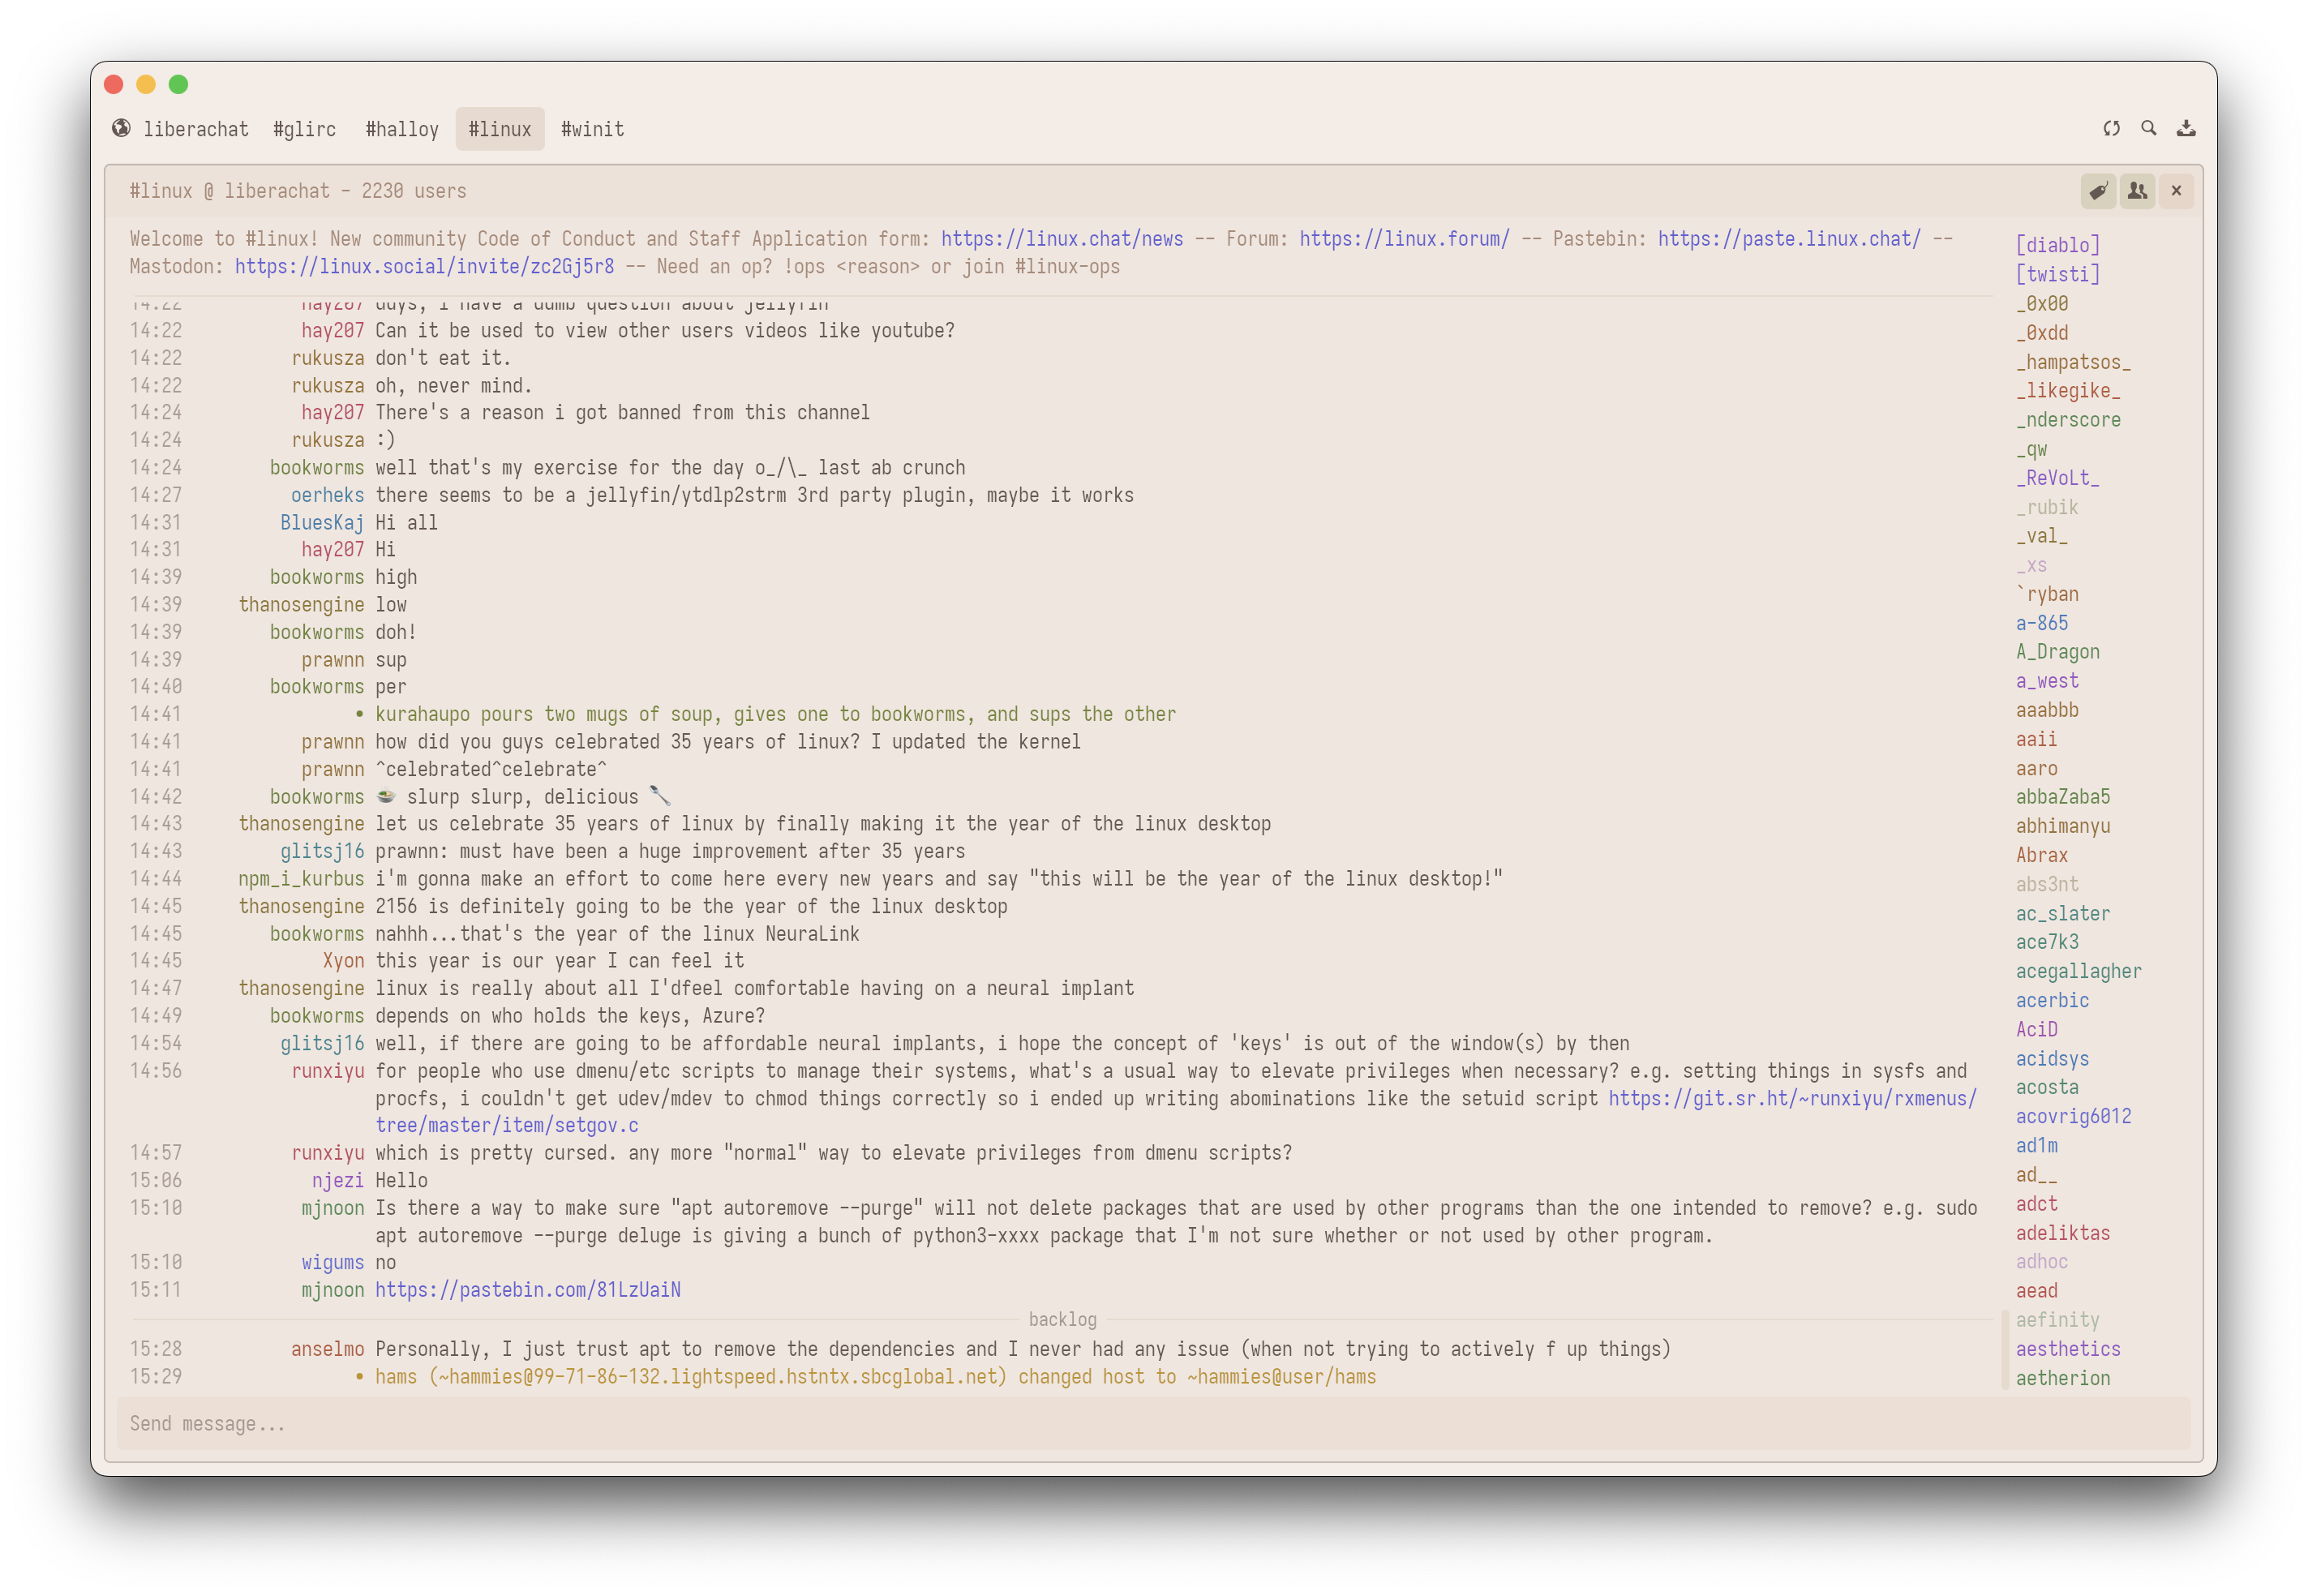 liberachat #glirc #halloy #linux #winit
#linux @ liberachat - 2230 users
Welcome to #linux! New community Code of Conduct and Staff Application form: https://linux.chat/news -- Forum: https://linux.forum/ -- Pastebin: https://paste.linux.chat/ --
Mastodon: https://linux.social/invite/zc2Gj5r8 -- Need an op? !ops <reason> or join #linux-ops
14:22 hay207 Guys, i have a dumb question about jellyfin
14:22 hay207 Can it be used to view other users videos like youtube?
14:22 rukusza don't eat it.
14:22 rukusza oh, never mind.
14:24 hay207 There's a reason i got banned from this channel
14:24 rukusza :)
14:24 bookworms well that's my exercise for the day o_/\_ last ab crunch
14:27 oerheks there seems to be a jellyfin/ytdlp2strm 3rd party plugin, maybe it works
14:31 BluesKaj Hi all
14:31 hay207 Hi
14:39 bookworms high
14:39 thanosengine low
14:39 bookworms doh!
14:39 prawnn sup
14:40 bookworms per
14:41 • kurahaupo pours two mugs of soup, gives one to bookworms, and sups the other
14:41 prawnn how did you guys celebrated 35 years of linux? I updated the kernel
14:41 prawnn ^celebrated^celebrate^
14:42 bookworms 🍲 slurp slurp, delicious 🥄
14:43 thanosengine let us celebrate 35 years of linux by finally making it the year of the linux desktop
14:43 glitsj16 prawnn: must have been a huge improvement after 35 years
14:44 npm_i_kurbus i'm gonna make an effort to come here every new years and say "this will be the year of the linux desktop!"
14:45 thanosengine 2156 is definitely going to be the year of the linux desktop
14:45 bookworms nahhh...that's the year of the linux NeuraLink
14:45 Xyon this year is our year I can feel it
14:47 thanosengine linux is really about all I'dfeel comfortable having on a neural implant
14:49 bookworms depends on who holds the keys, Azure?
14:54 glitsj16 well, if there are going to be affordable neural implants, i hope the concept of 'keys' is out of the window(s) by then
14:56 runxiyu for people who use dmenu/etc scripts to manage their systems, what's a usual way to elevate privileges when necessary? e.g. setting things in sysfs and
procfs, i couldn't get udev/mdev to chmod things correctly so i ended up writing abominations like the setuid script https://git.sr.ht/~runxiyu/rxmenus/
tree/master/item/setgov.c
14:57 runxiyu which is pretty cursed. any more "normal" way to elevate privileges from dmenu scripts?
15:06 njezi Hello
15:10 mjnoon Is there a way to make sure "apt autoremove --purge" will not delete packages that are used by other programs than the one intended to remove? e.g. sudo
apt autoremove --purge deluge is giving a bunch of python3-xxxx package that I'm not sure whether or not used by other program.
15:10 wigums no
15:11 mjnoon https://pastebin.com/81LzUaiN
backlog
15:28 anselmo Personally, I just trust apt to remove the dependencies and I never had any issue (when not trying to actively f up things)
15:29 • hams (~hammies@99-71-86-132.lightspeed.hstntx.sbcglobal.net) changed host to ~hammies@user/hams
Send message...
[diablo]
[twisti]
_0x00
_0xdd
_hampatsos_
_likegike_
_nderscore
_qw
_ReVoLt_
_rubik
_val_
_xs
`ryban
a-865
A_Dragon
a_west
aaabbb
aaii
aaro
abbaZaba5
abhimanyu
Abrax
abs3nt
ac_slater
ace7k3
acegallagher
acerbic
AciD
acidsys
acosta
acovrig6012
ad1m
ad__
adct
adeliktas
adhoc
aead
aefinity
aesthetics
aetherion